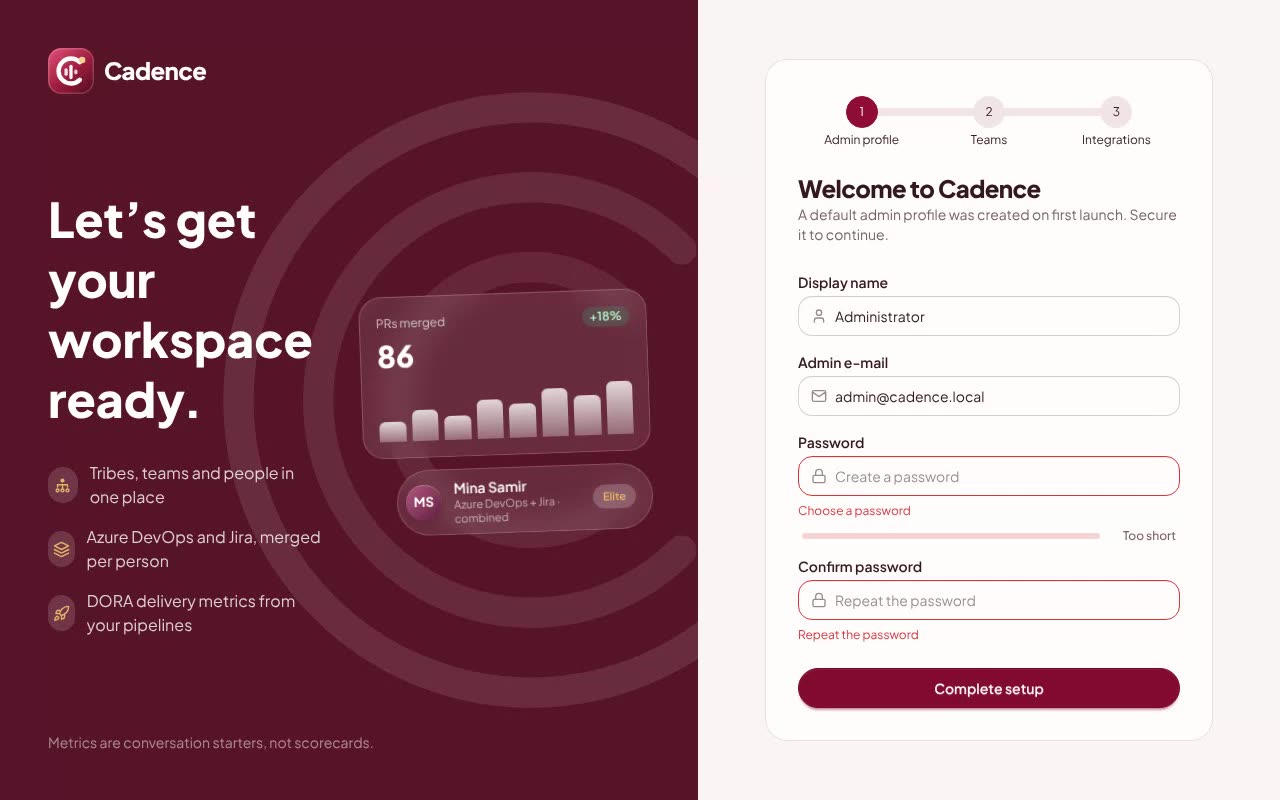 Cadence
Let’s get
your
workspace
ready.
Tribes, teams and people in
one place
Azure DevOps and Jira, merged
per person
DORA delivery metrics from
your pipelines
PRs merged
+18%
86
MS
Mina Samir
Azure DevOps + Jira ·
combined
Elite
Metrics are conversation starters, not scorecards.
1
2
3
Admin profile
Teams
Integrations
Welcome to Cadence
A default admin profile was created on first launch. Secure
it to continue.
Display name
Administrator
Admin e-mail
admin@cadence.local
Password
Create a password
Choose a password
Too short
Confirm password
Repeat the password
Repeat the password
Complete setup